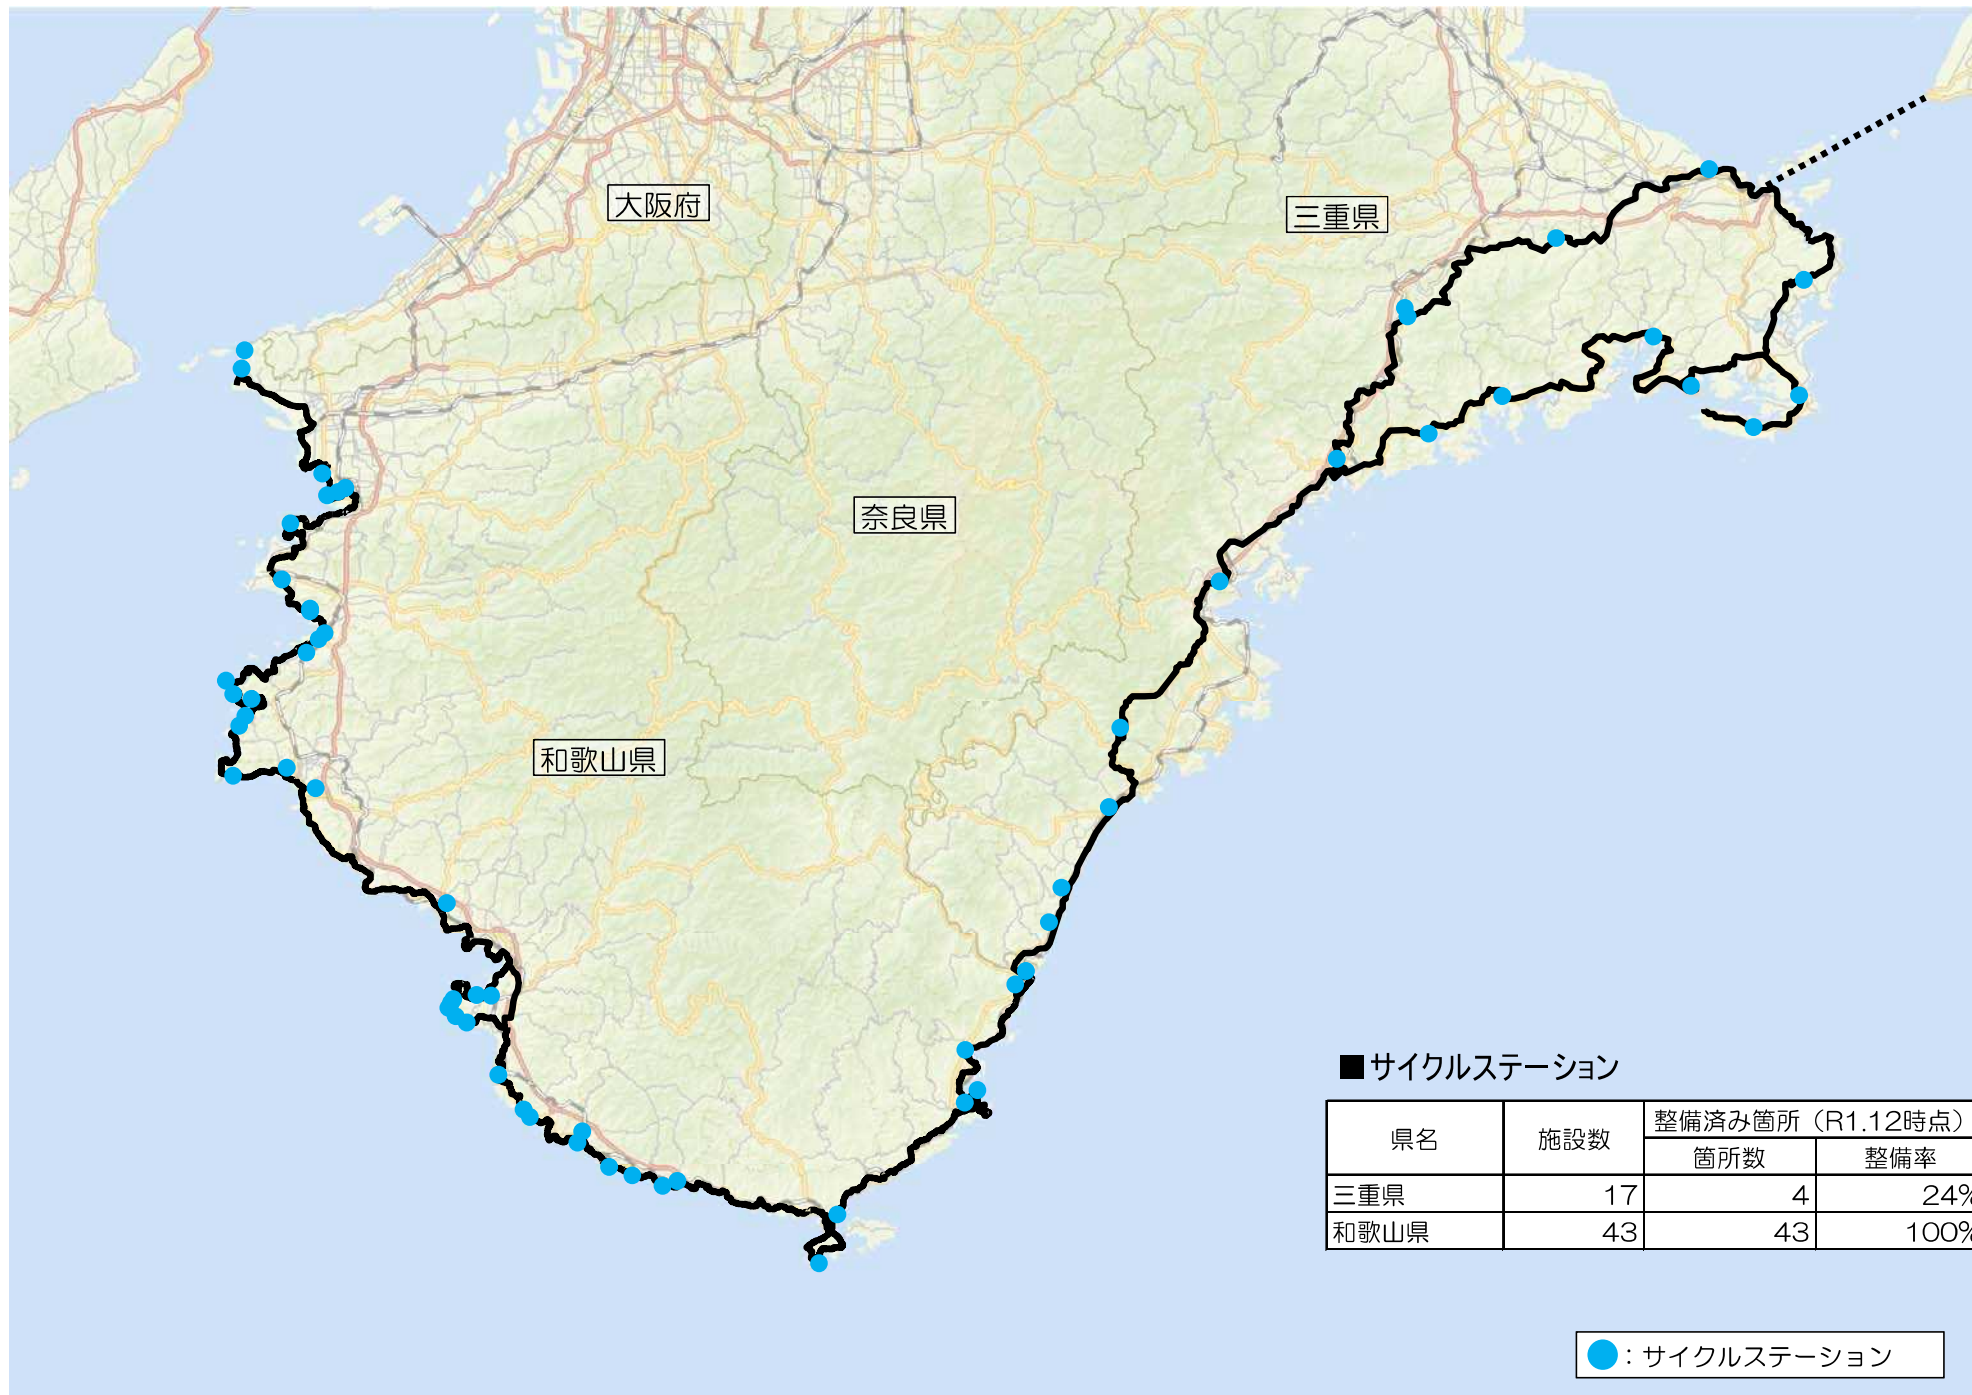 大阪府
三重県
奈良県
和歌山県
■サイクルステーション
県名 施設数 整備済み箇所（R1.12時点）
箇所数 整備率
三重県 17 4 24%
和歌山県 43 43 100%
：サイクルステーション